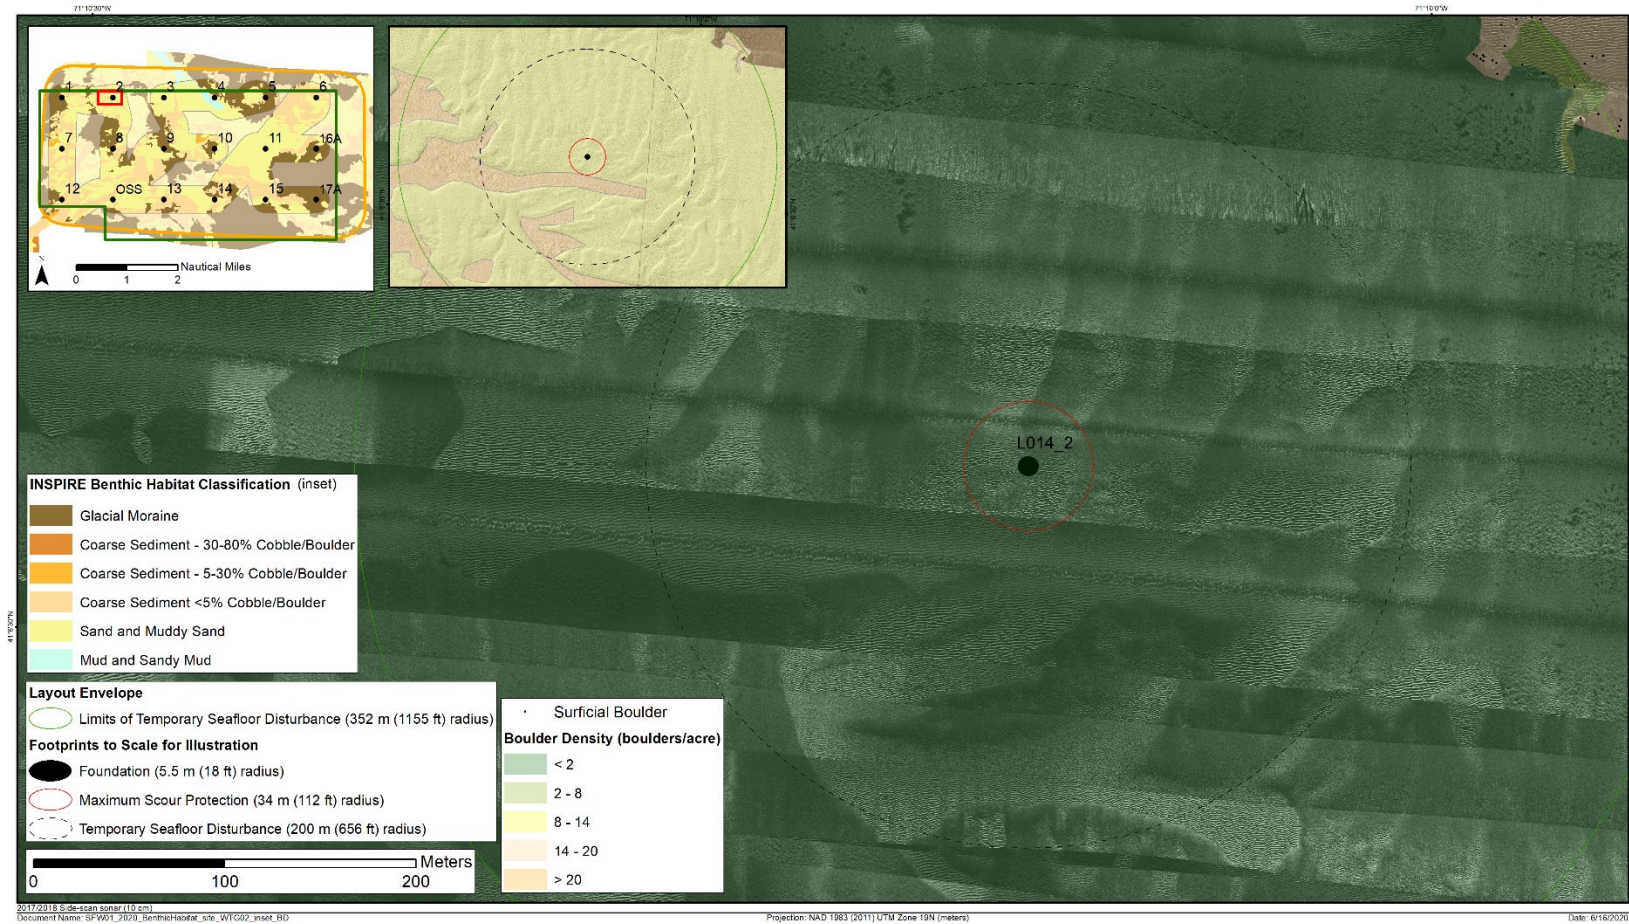 71°10'30"W
71°10'0"W
1
2
3
4
5
6
7
8
9
10
11
16A
12
OSS
13
14
15
17A
N
Nautical Miles
0
1
2
L014_2
INSPIRE Benthic Habitat Classification (inset)
Glacial Moraine
Coarse Sediment - 30-80% Cobble/Boulder
Coarse Sediment - 5-30% Cobble/Boulder
Coarse Sediment <5% Cobble/Boulder
Sand and Muddy Sand
Mud and Sandy Mud
41°6'30"N
Layout Envelope
Limits of Temporary Seafloor Disturbance (352 m (1155 ft) radius)
Footprints to Scale for Illustration
Foundation (5.5 m (18 ft) radius)
Maximum Scour Protection (34 m (112 ft) radius)
Temporary Seafloor Disturbance (200 m (656 ft) radius)
Meters
0
100
200
Surficial Boulder
Boulder Density (boulders/acre)
< 2
2 - 8
8 - 14
14 - 20
> 20
2017/2018 Side-scan sonar (10 cm)
Document Name: SFW01_2020_BenthicHabitat_site_WTG02_inset_BD
Projection: NAD 1983 (2011) UTM Zone 19N (meters)
Date: 6/16/2020